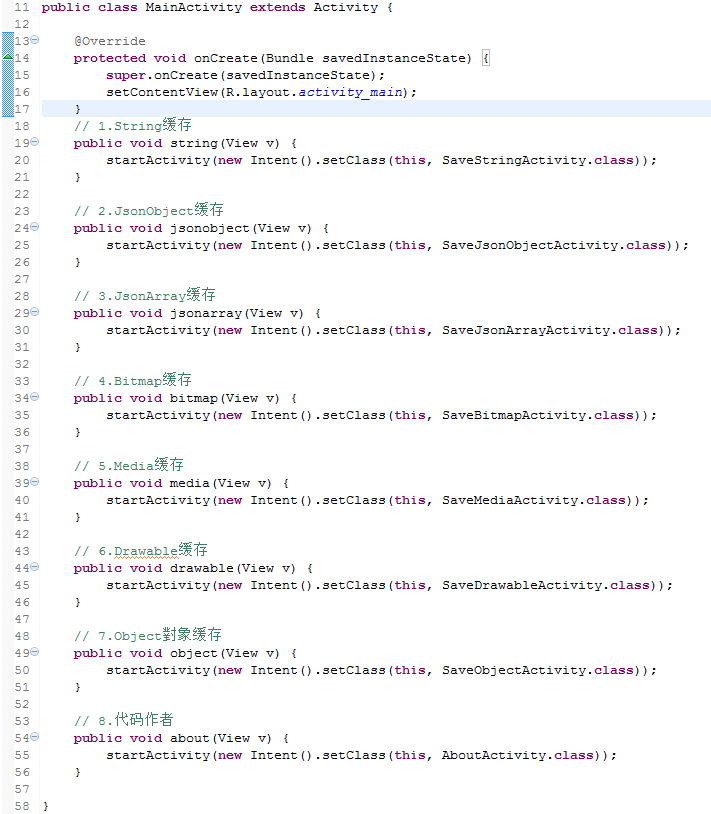 11 public class MainActivity extends Activity {
12
13     @Override
14     protected void onCreate(Bundle savedInstanceState) {
15         super.onCreate(savedInstanceState);
16         setContentView(R.layout.activity_main);
17     }
18     // 1.String缓存
19     public void string(View v) {
20         startActivity(new Intent().setClass(this, SaveStringActivity.class));
21     }
22
23     // 2.JsonObject缓存
24     public void jsonobject(View v) {
25         startActivity(new Intent().setClass(this, SaveJsonObjectActivity.class));
26     }
27
28     // 3.JsonArray缓存
29     public void jsonarray(View v) {
30         startActivity(new Intent().setClass(this, SaveJsonArrayActivity.class));
31     }
32
33     // 4.Bitmap缓存
34     public void bitmap(View v) {
35         startActivity(new Intent().setClass(this, SaveBitmapActivity.class));
36     }
37
38     // 5.Media缓存
39     public void media(View v) {
40         startActivity(new Intent().setClass(this, SaveMediaActivity.class));
41     }
42
43     // 6.Drawable缓存
44     public void drawable(View v) {
45         startActivity(new Intent().setClass(this, SaveDrawableActivity.class));
46     }
47
48     // 7.Object對象缓存
49     public void object(View v) {
50         startActivity(new Intent().setClass(this, SaveObjectActivity.class));
51     }
52
53     // 8.代码作者
54     public void about(View v) {
55         startActivity(new Intent().setClass(this, AboutActivity.class));
56     }
57
58 }